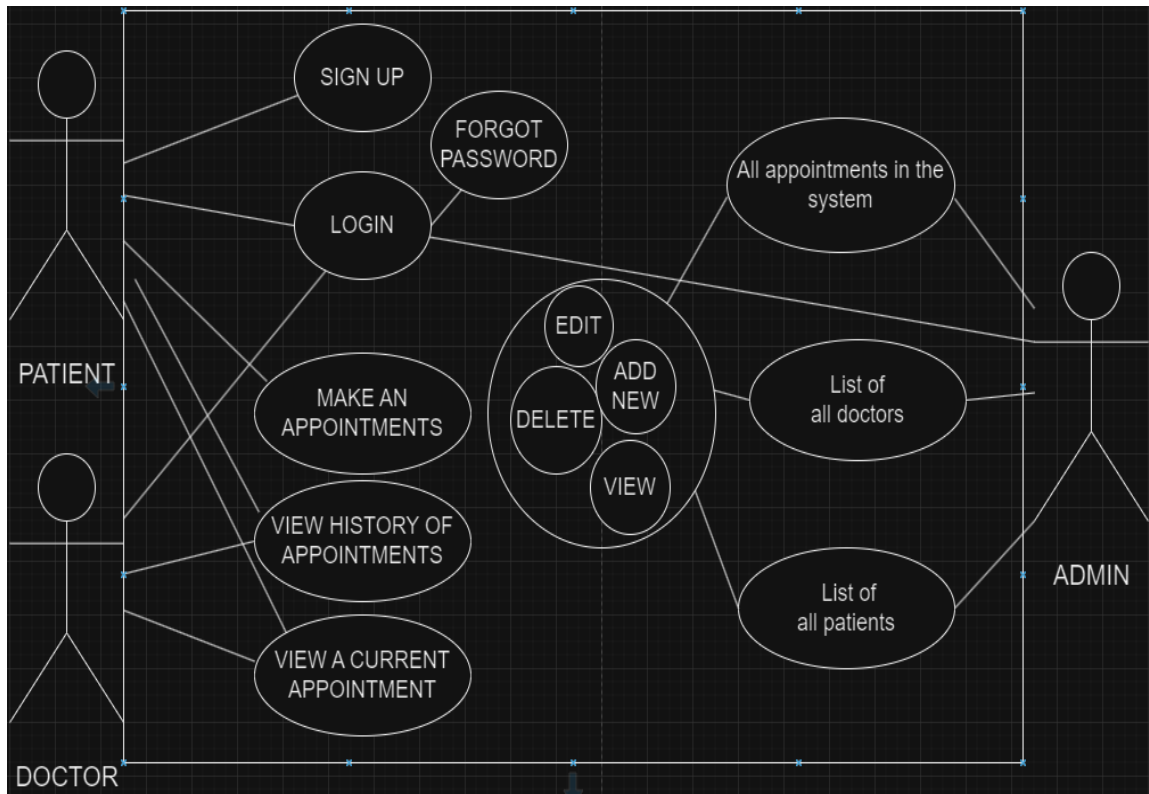 SIGN UP
FORGOT
PASSWORD
LOGIN
All appointments in the
system
PATIENT
MAKE AN
APPOINTMENTS
EDIT
ADD
NEW
DELETE
VIEW
List of
all doctors
VIEW HISTORY OF
APPOINTMENTS
VIEW A CURRENT
APPOINTMENT
List of
all patients
ADMIN
DOCTOR